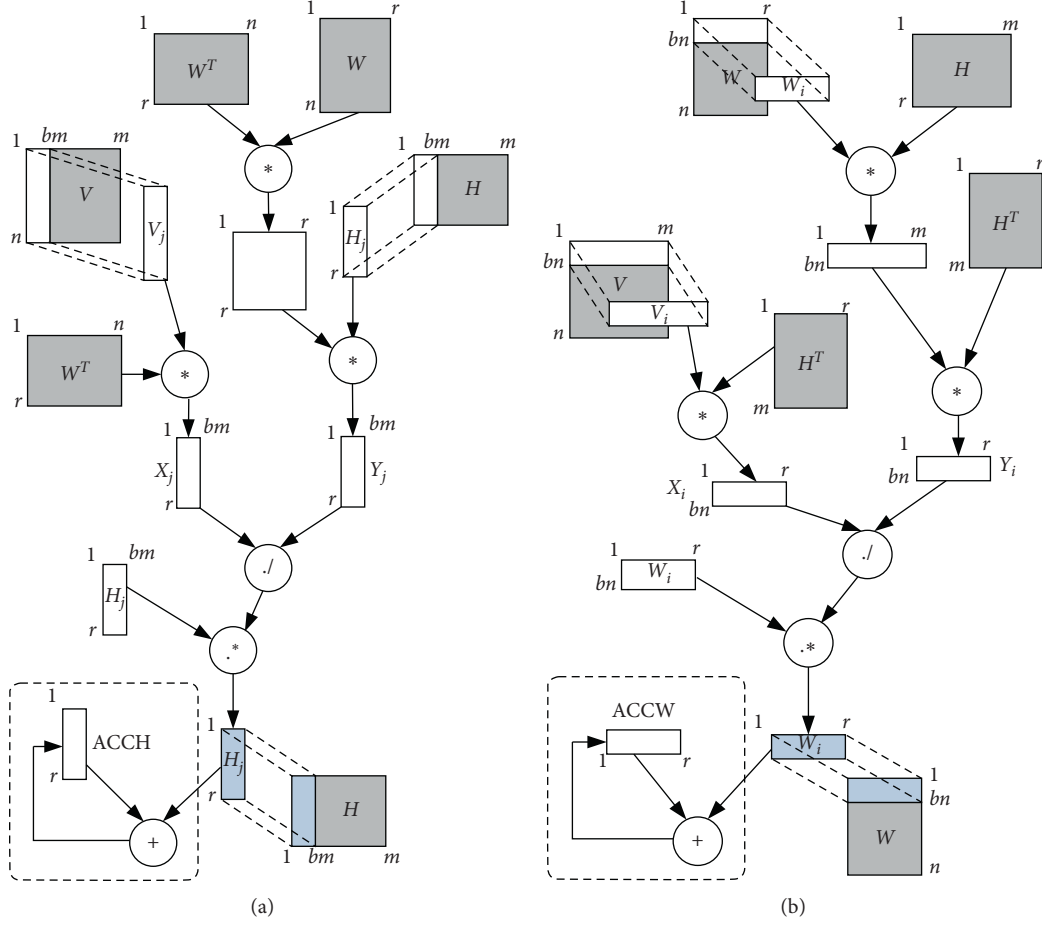 1 n
W^T
r
1 r
W
n
*
1 bm m
V
n
V_j
1 r
r
1 bm m
H
1
H_j
r
1 n
W^T
r
*
*
1 bm
X_j
r
1 bm
Y_j
r
./
1 bm
H_j
r
.*
1
ACCH
r
+
1
H_j
r
H
1 bm m
(a)
1 r
bn
W
W_i
n
1 m
H
r
*
1 r
H^T
m
1 m
bn
1 m
bn
V
V_i
n
1 r
H^T
m
*
*
1 r
X_i
bn
1 r
bn
Y_i
./
1 r
W_i
bn
.*
ACCW
1 r
+
1 r
W_i
1
bn
W
n
(b)